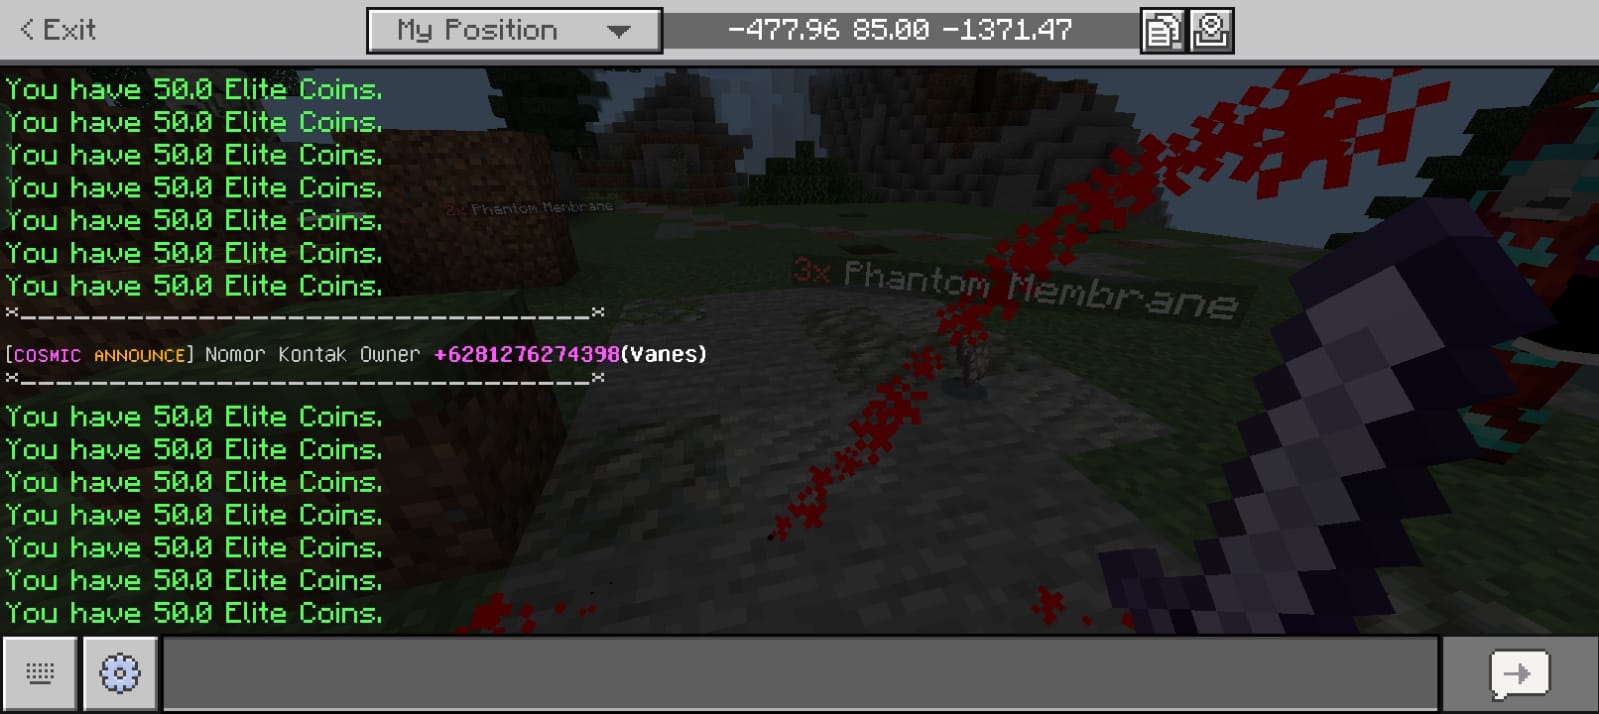 < Exit
My Position
-477.96 85.00 -1371.47
You have 50.0 Elite Coins.
You have 50.0 Elite Coins.
You have 50.0 Elite Coins.
You have 50.0 Elite Coins.
You have 50.0 Elite Coins.
You have 50.0 Elite Coins.
You have 50.0 Elite Coins.
2x Phantom Membrane
3x Phantom Membrane
*________________________________*
[COSMIC ANNOUNCE] Nomor Kontak Owner +6281276274398(Vanes)
*________________________________*
You have 50.0 Elite Coins.
You have 50.0 Elite Coins.
You have 50.0 Elite Coins.
You have 50.0 Elite Coins.
You have 50.0 Elite Coins.
You have 50.0 Elite Coins.
You have 50.0 Elite Coins.